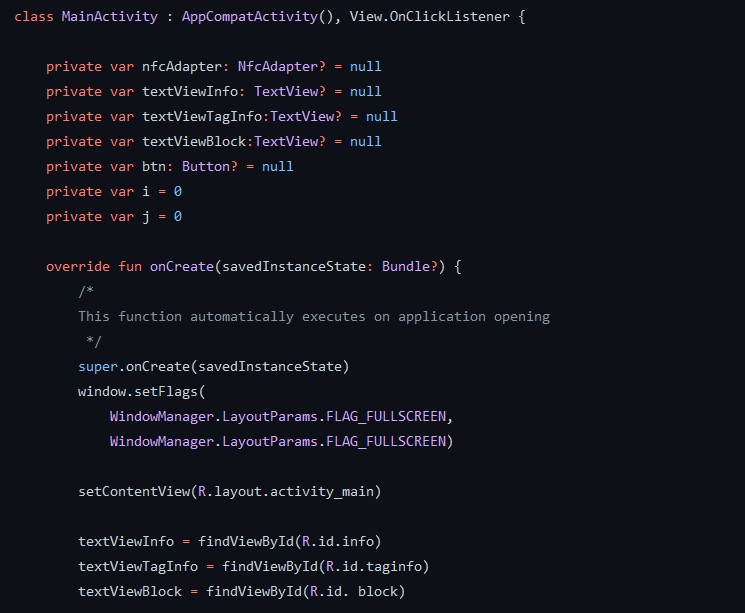 class MainActivity : AppCompatActivity(), View.OnClickListener {
private var nfcAdapter: NfcAdapter? = null
private var textViewInfo: TextView? = null
private var textViewTagInfo:TextView? = null
private var textViewBlock:TextView? = null
private var btn: Button? = null
private var i = 0
private var j = 0
override fun onCreate(savedInstanceState: Bundle?) {
/*
This function automatically executes on application opening
*/
super.onCreate(savedInstanceState)
window.setFlags(
WindowManager.LayoutParams.FLAG_FULLSCREEN,
WindowManager.LayoutParams.FLAG_FULLSCREEN)
setContentView(R.layout.activity_main)
textViewInfo = findViewById(R.id.info)
textViewTagInfo = findViewById(R.id.taginfo)
textViewBlock = findViewById(R.id. block)